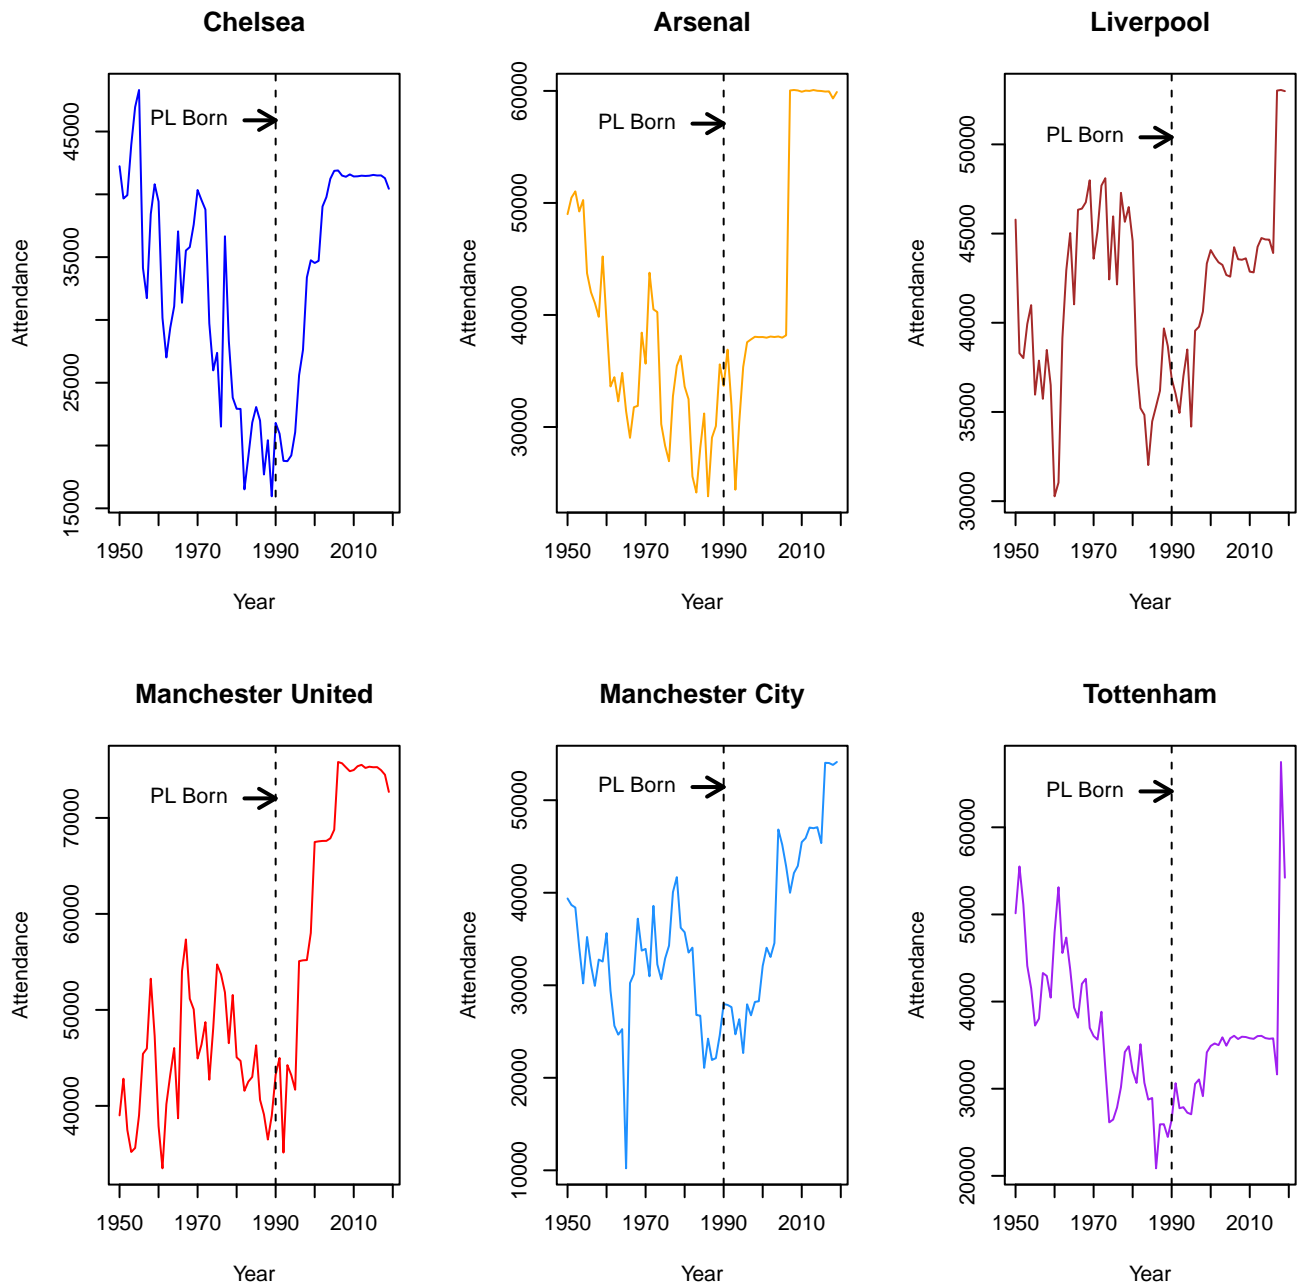 Chelsea
Attendance
45000
35000
25000
15000
PL Born
1950 1970 1990 2010
Year
Arsenal
Attendance
60000
50000
40000
30000
PL Born
1950 1970 1990 2010
Year
Liverpool
Attendance
50000
45000
40000
35000
30000
PL Born
1950 1970 1990 2010
Year
Manchester United
Attendance
70000
60000
50000
40000
PL Born
1950 1970 1990 2010
Year
Manchester City
Attendance
50000
40000
30000
20000
10000
PL Born
1950 1970 1990 2010
Year
Tottenham
Attendance
60000
50000
40000
30000
20000
PL Born
1950 1970 1990 2010
Year